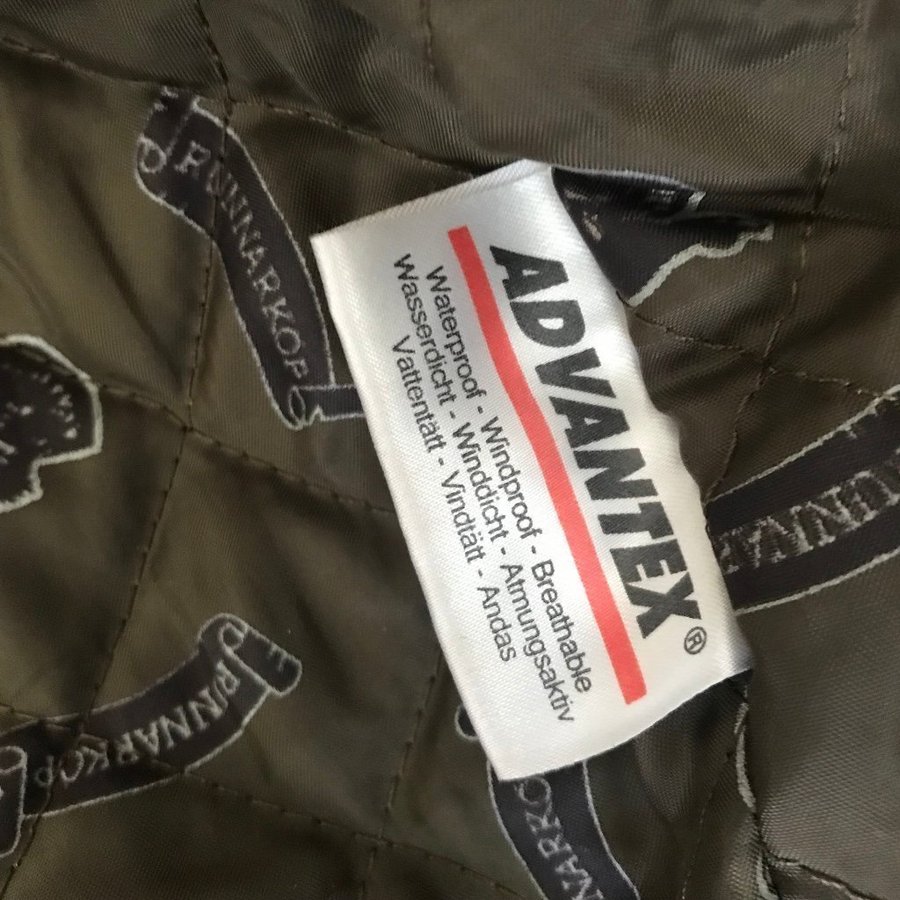 ADVANTEX®
Waterproof - Windproof - Breathable
Wasserdicht - Winddicht - Atmungsaktiv
Vattentätt - Vindtätt - Andas
PINNARKOP
PINNARKOP